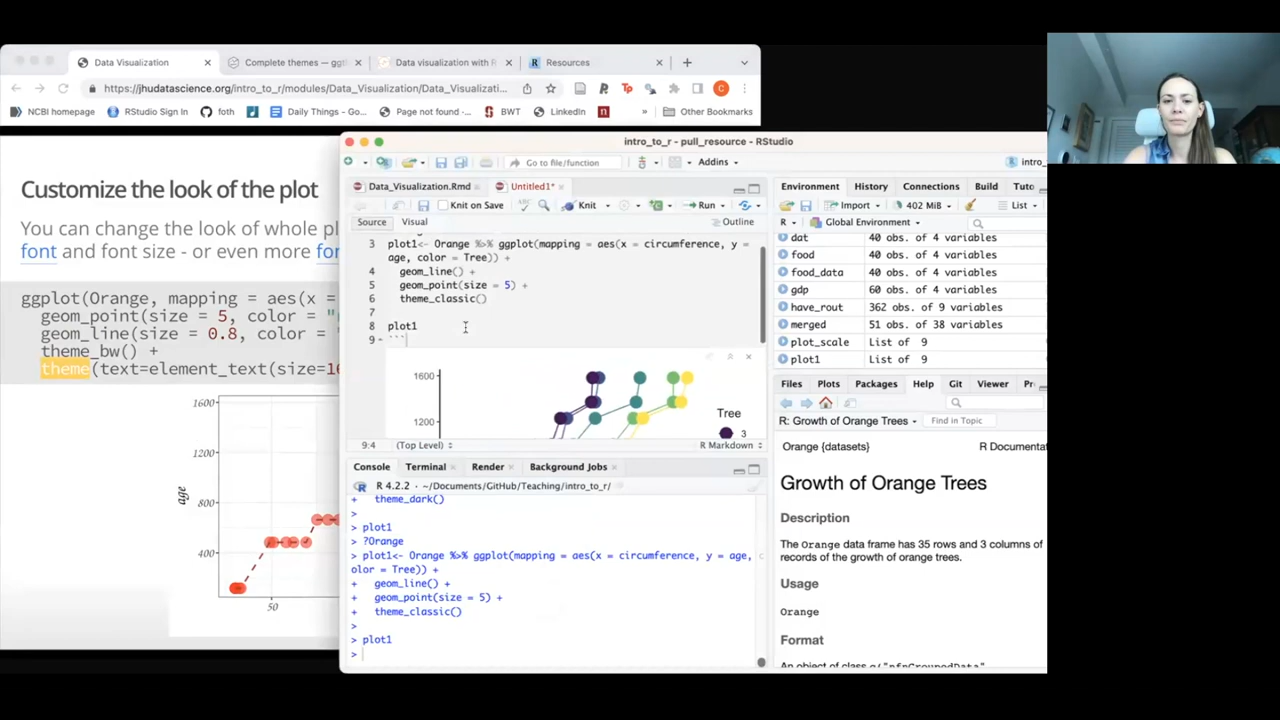 Data Visualization
Complete themes — ggt
Data visualization with R
Resources
https://jhudatascience.org/intro_to_r/modules/Data_Visualization/Data_Visualizati...
NCBI homepage
RStudio Sign In
foth
Daily Things - Go...
Page not found -...
BWT
LinkedIn
»
Other Bookmarks
Customize the look of the plot
You can change the look of whole pl
font and font size - or even more fo
ggplot(Orange, mapping = aes(x =
geom_point(size = 5, color = "
geom_line(size = 0.8, color =
theme_bw() +
theme(text=element_text(size=16
1600
1200
800
400
age
50
intro_to_r - pull_resource - RStudio
Go to file/function
Addins
intro_
Data_Visualization.Rmd
Untitled1*
Knit on Save
Knit
Run
Source
Visual
Outline
3 plot1<- Orange %>% ggplot(mapping = aes(x = circumference, y =
age, color = Tree)) +
4 geom_line() +
5 geom_point(size = 5) +
6 theme_classic()
7
8 plot1
9 ```
1600
1200
Tree
3
9:4
(Top Level)
R Markdown
Console
Terminal
Render
Background Jobs
R 4.2.2 · ~/Documents/GitHub/Teaching/intro_to_r/
+ theme_dark()
>
> plot1
> ?Orange
> plot1<- Orange %>% ggplot(mapping = aes(x = circumference, y = age, c
olor = Tree)) +
+ geom_line() +
+ geom_point(size = 5) +
+ theme_classic()
>
> plot1
>
Environment
History
Connections
Build
Tuto
Import
402 MiB
List
R
Global Environment
dat 40 obs. of 4 variables
food 40 obs. of 4 variables
food_data 40 obs. of 4 variables
gdp 60 obs. of 4 variables
have_rout 362 obs. of 9 variables
merged 51 obs. of 38 variables
plot_scale List of 9
plot1 List of 9
Files
Plots
Packages
Help
Git
Viewer
Pr
R: Growth of Orange Trees
Find in Topic
Orange {datasets}
R Documenta
Growth of Orange Trees
Description
The Orange data frame has 35 rows and 3 columns of
records of the growth of orange trees.
Usage
Orange
Format
An object of class c("nfnGroupedData",